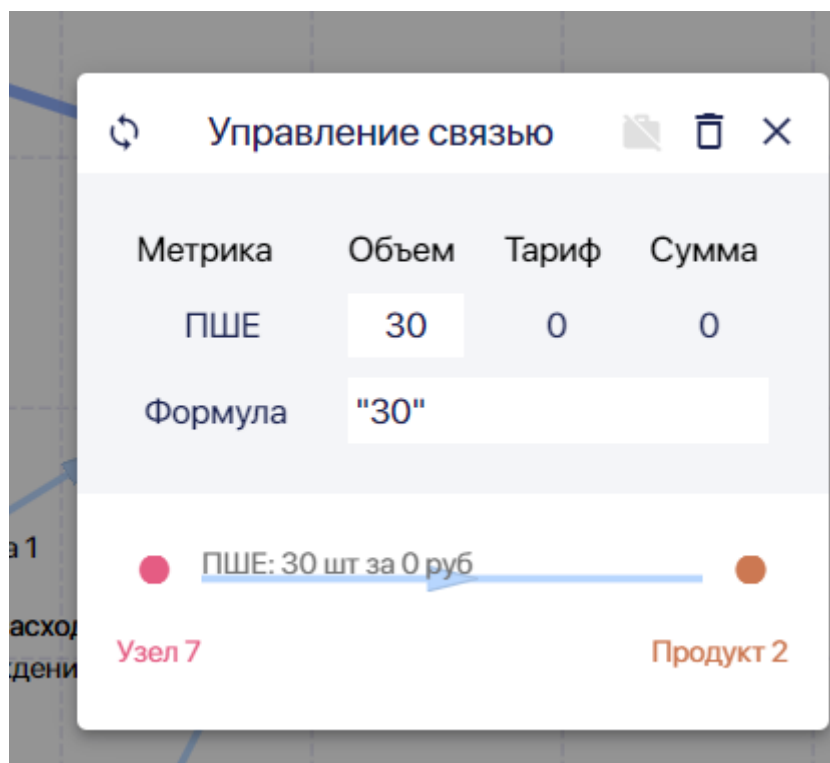 Управление связью
Метрика Объем Тариф Сумма
ПШЕ 30 0 0
Формула "30"
а 1
ПШЕ: 30 шт за 0 руб
Узел 7 Продукт 2